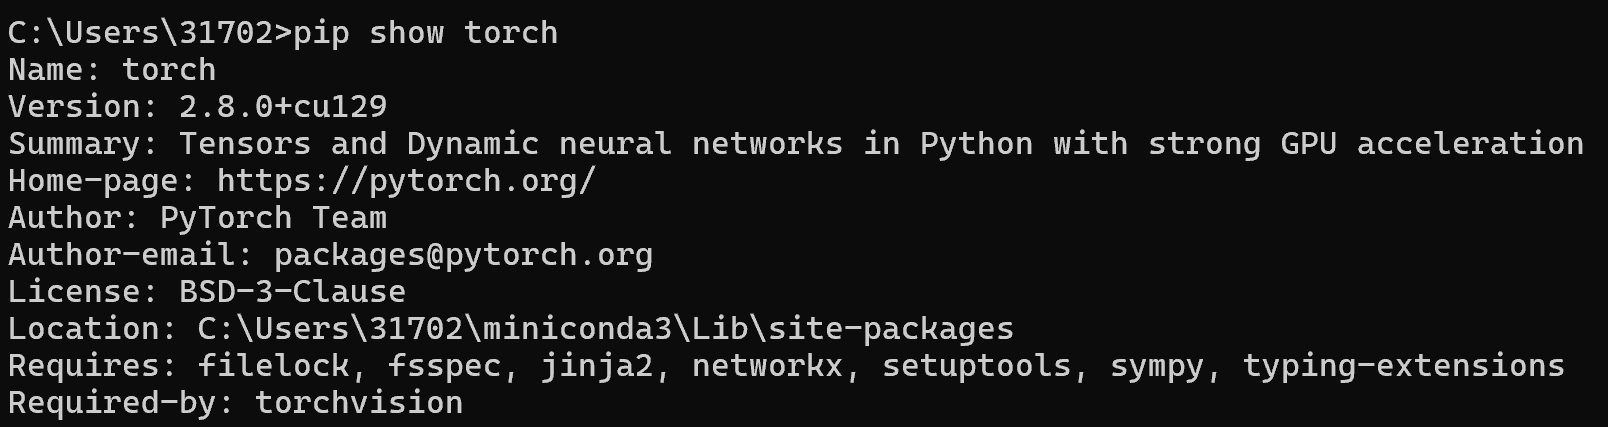 C:\Users\31702>pip show torch
Name: torch
Version: 2.8.0+cu129
Summary: Tensors and Dynamic neural networks in Python with strong GPU acceleration
Home-page: https://pytorch.org/
Author: PyTorch Team
Author-email: packages@pytorch.org
License: BSD-3-Clause
Location: C:\Users\31702\miniconda3\Lib\site-packages
Requires: filelock, fsspec, jinja2, networkx, setuptools, sympy, typing-extensions
Required-by: torchvision